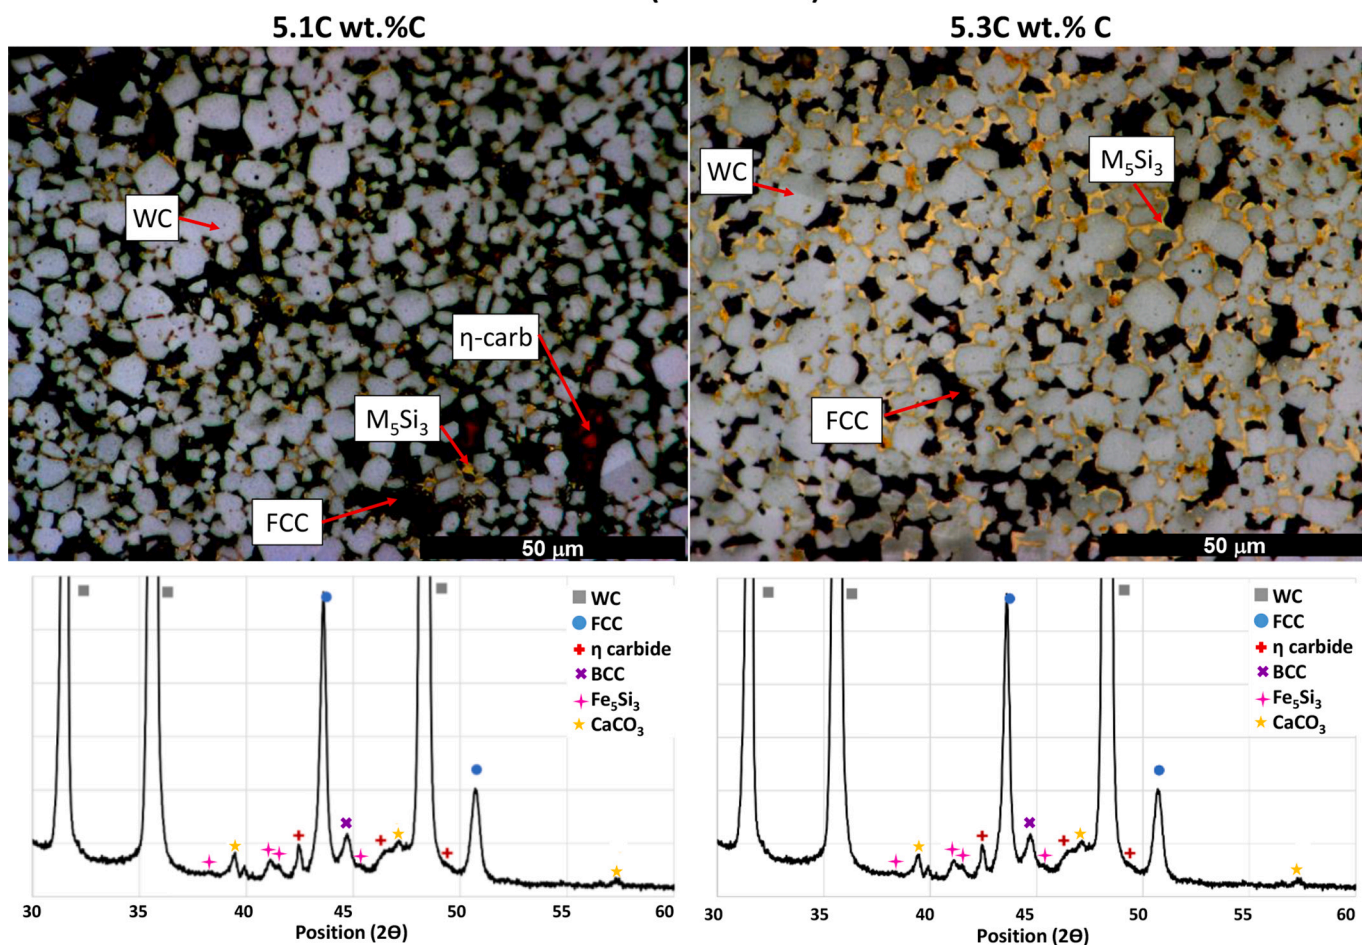 5.1C wt.%C
5.3C wt.% C
WC
η-carb
M₅Si₃
FCC
50 μm
WC
M₅Si₃
FCC
50 μm
WC
FCC
η carbide
BCC
Fe₅Si₃
CaCO₃
30
40
45
50
55
60
Position (2ϴ)
WC
FCC
η carbide
BCC
Fe₅Si₃
CaCO₃
30
35
40
45
50
55
60
Position (2ϴ)